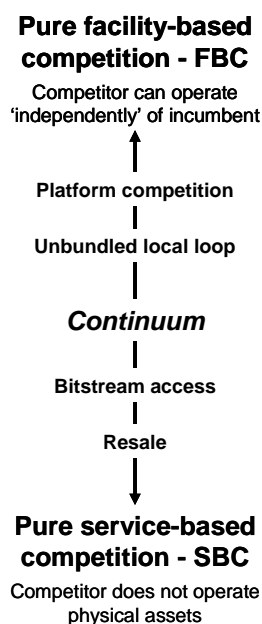 Pure facility-based
competition - FBC
Competitor can operate
‘independently’ of incumbent
Platform competition
Unbundled local loop
Continuum
Bitstream access
Resale
Pure service-based
competition - SBC
Competitor does not operate
physical assets